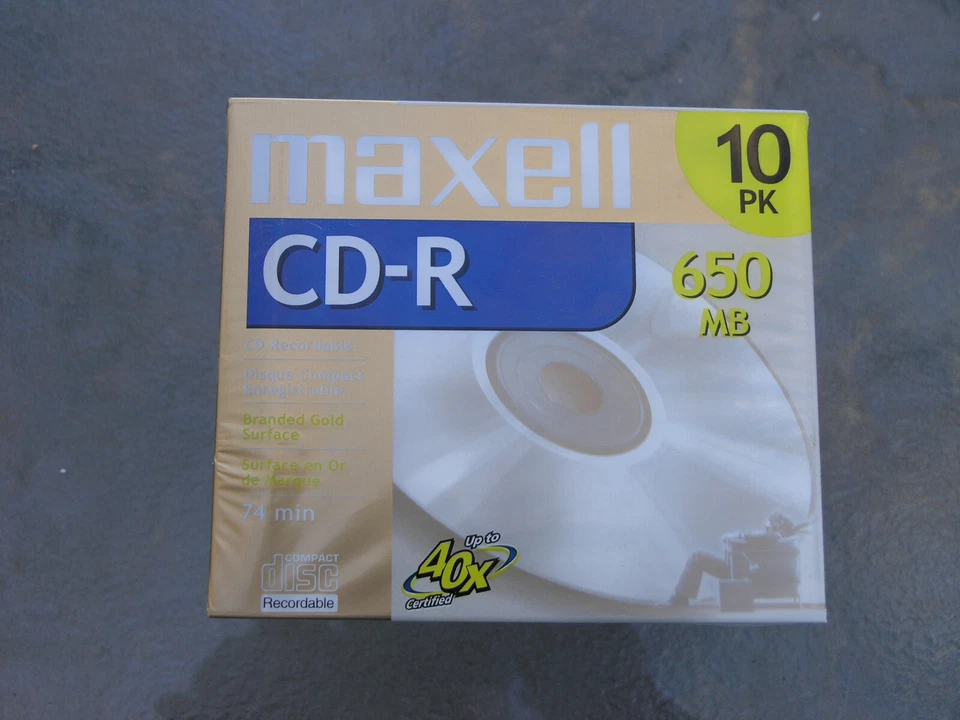 maxell
10
PK
CD-R
650
MB
CD Recordable
Disque Compact
Enregistrable
Branded Gold
Surface
Surface en Or
de Marque
74 min
COMPACT
disc
Recordable
Up to
40x
Certified